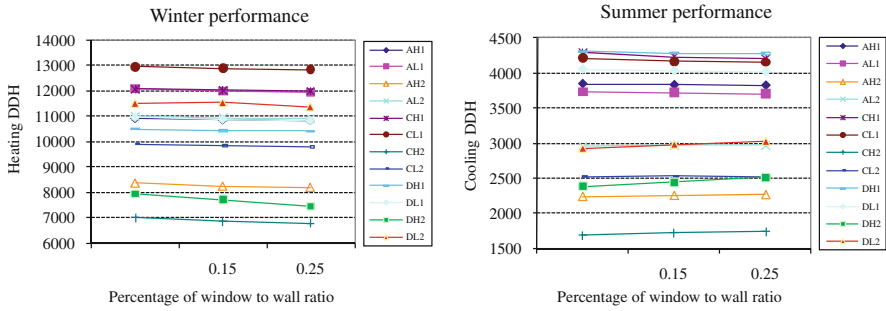 Winter performance
14000
13000
12000
11000
10000
9000
8000
7000
6000
Heating DDH
0.15 0.25
Percentage of window to wall ratio
AH1
AL1
AH2
AL2
CH1
CL1
CH2
CL2
DH1
DL1
DH2
DL2
Summer performance
4500
4000
3500
3000
2500
2000
1500
Cooling DDH
0.15 0.25
Percentage of window to wall ratio
AH1
AL1
AH2
AL2
CH1
CL1
CH2
CL2
DH1
DL1
DH2
DL2